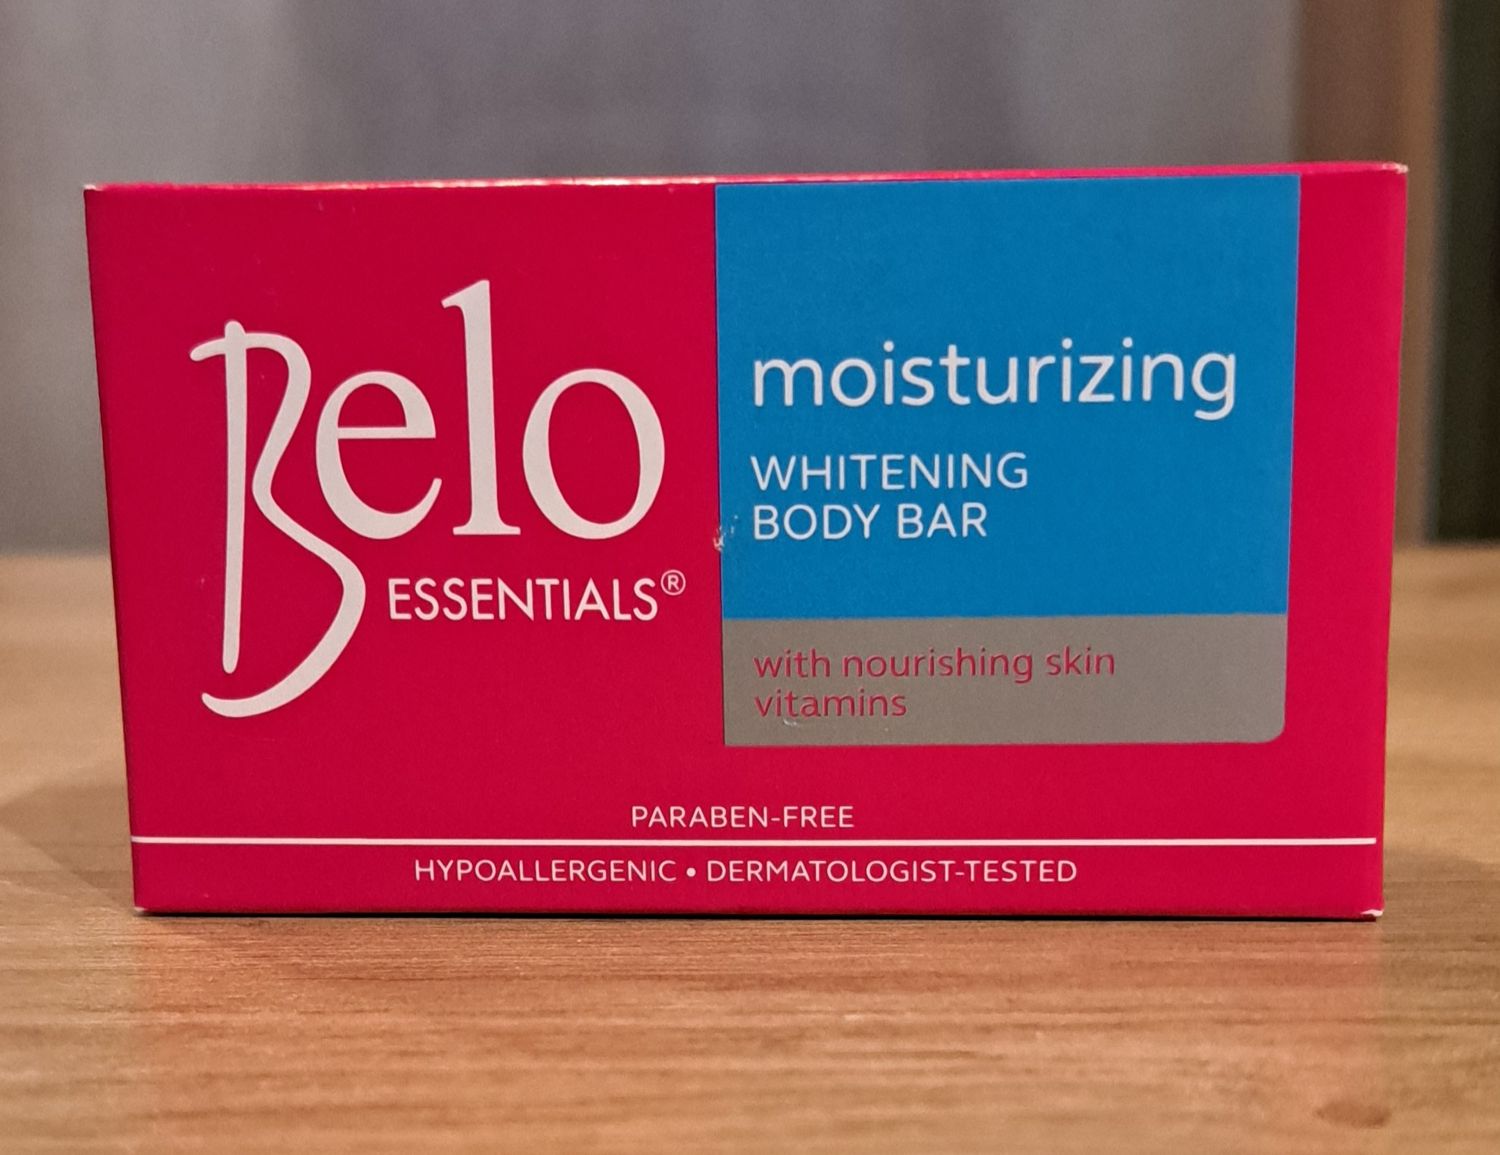 Belo
ESSENTIALS®
moisturizing
WHITENING
BODY BAR
with nourishing skin
vitamins
PARABEN-FREE
HYPOALLERGENIC • DERMATOLOGIST-TESTED